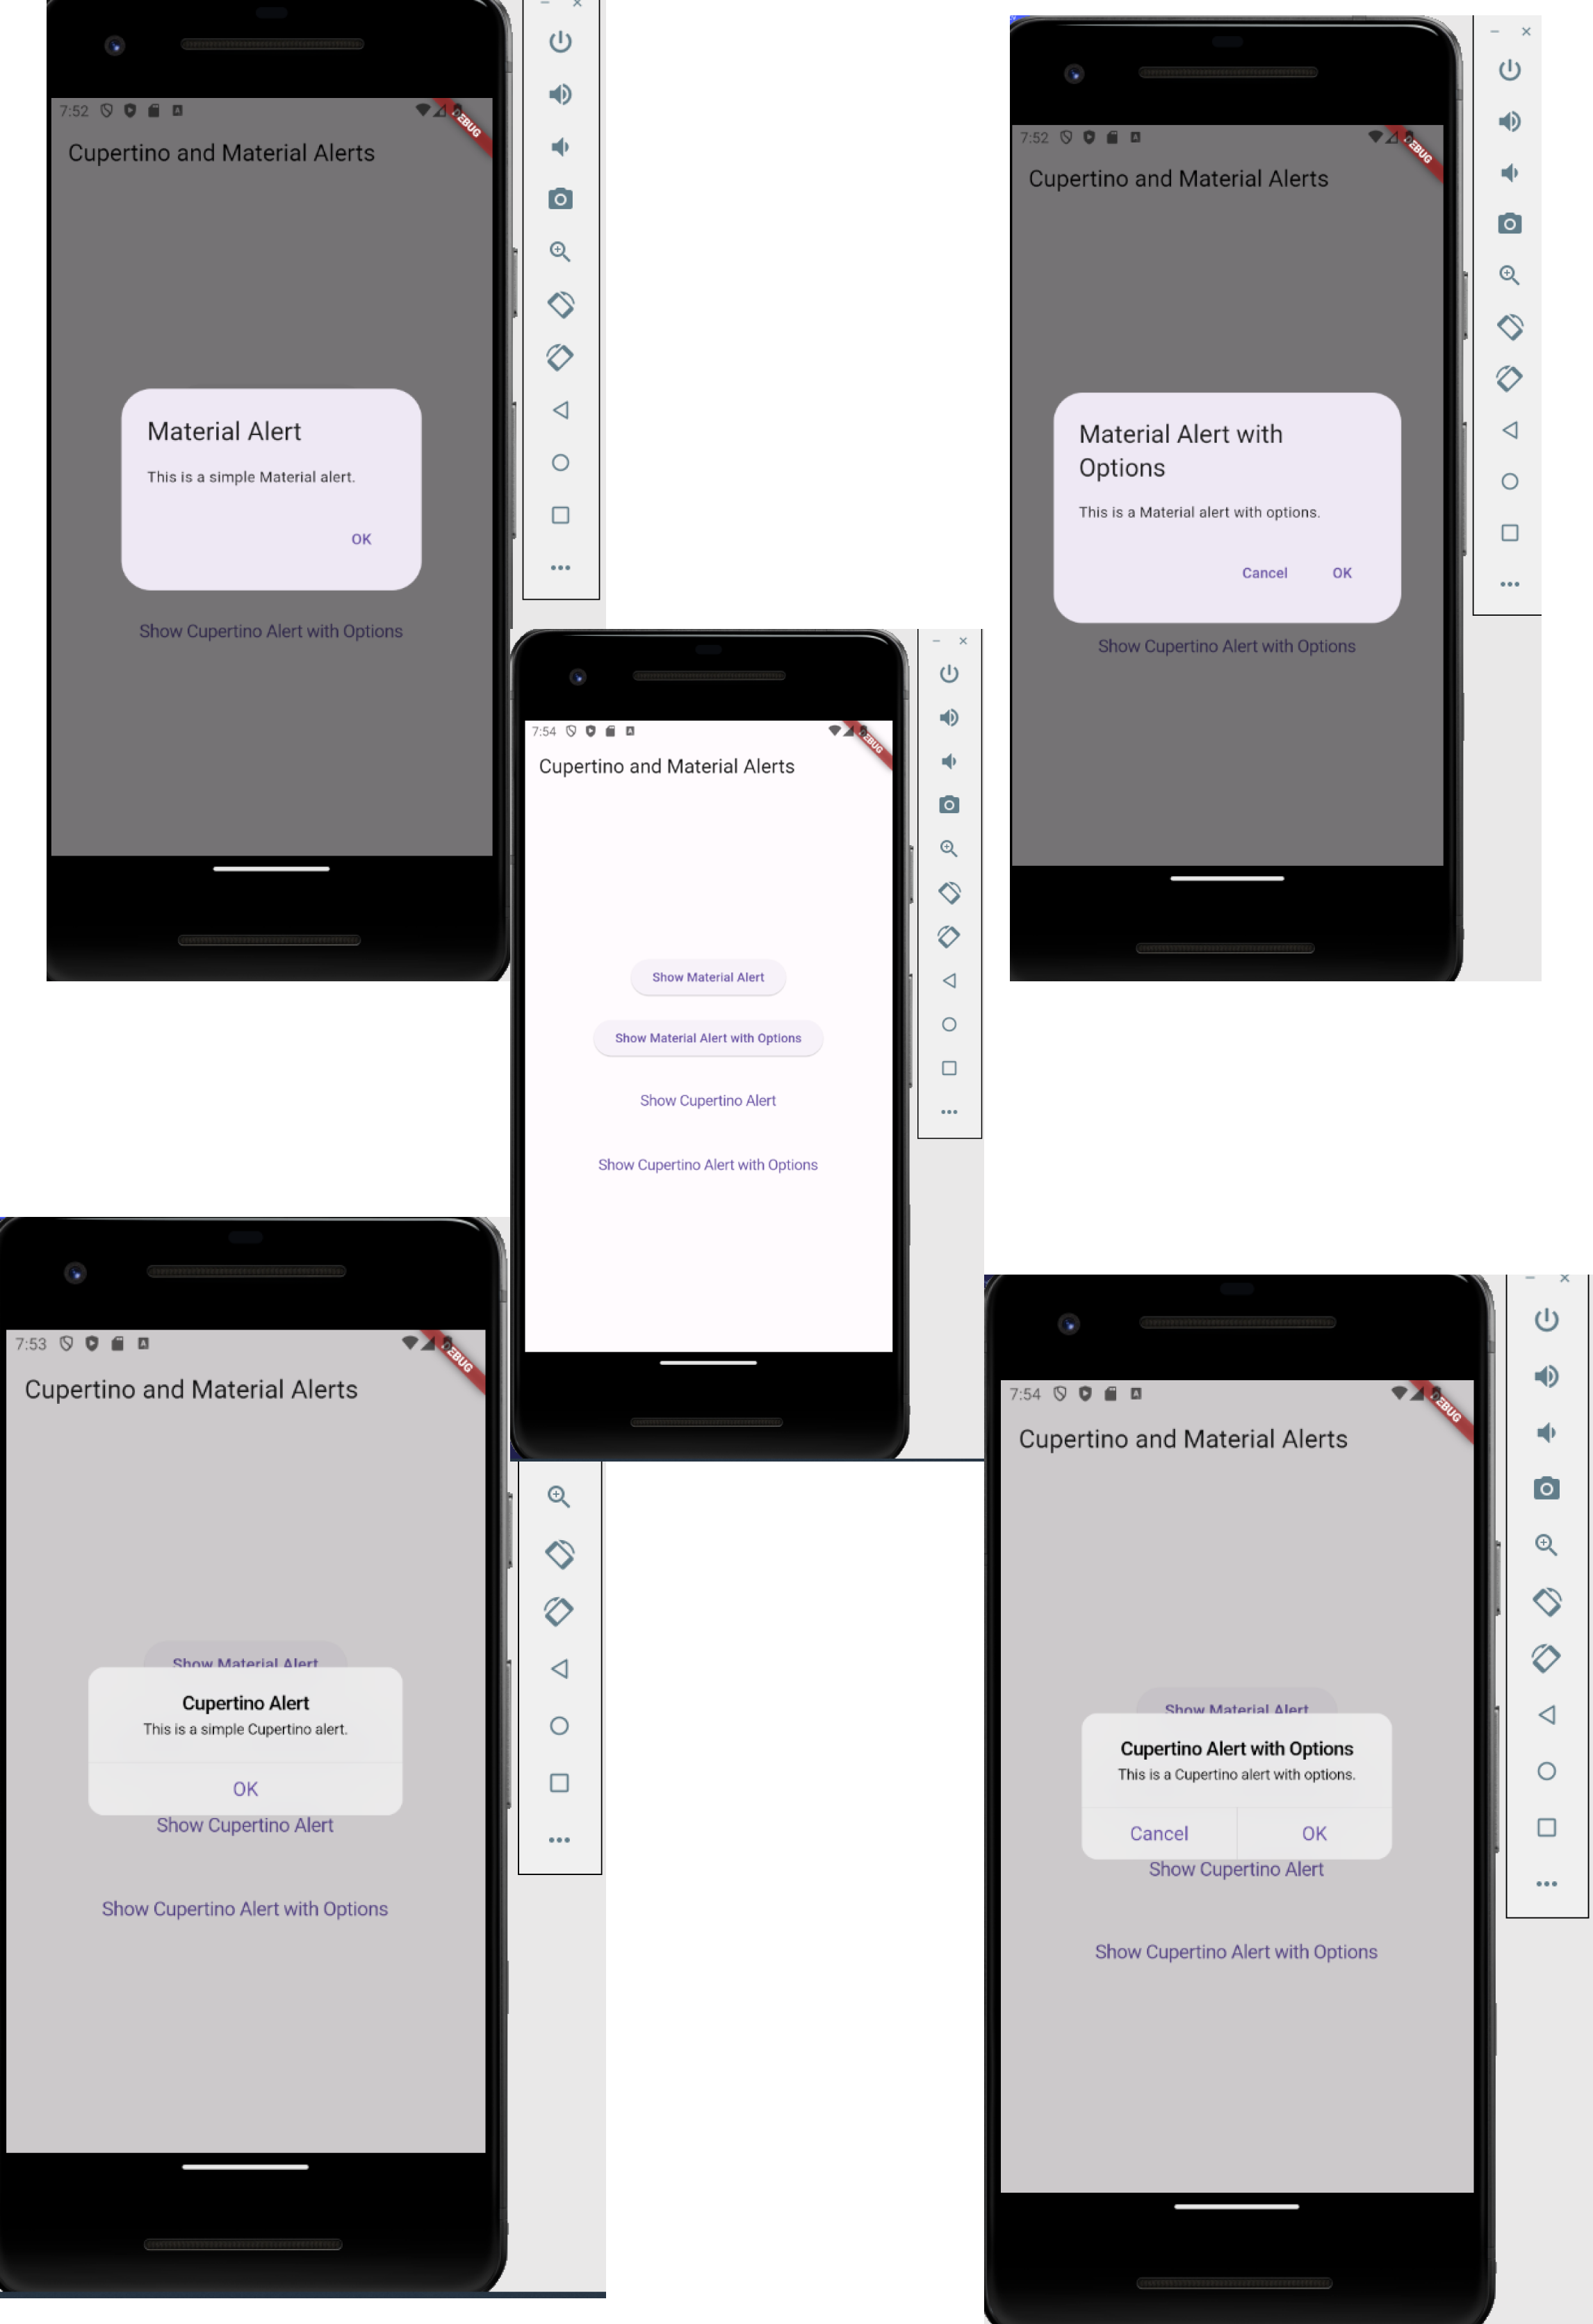 7:52
DEBUG
Cupertino and Material Alerts
Material Alert
This is a simple Material alert.
OK
Show Cupertino Alert with Options
7:52
DEBUG
Cupertino and Material Alerts
Material Alert with
Options
This is a Material alert with options.
Cancel OK
Show Cupertino Alert with Options
7:54
DEBUG
Cupertino and Material Alerts
Show Material Alert
Show Material Alert with Options
Show Cupertino Alert
Show Cupertino Alert with Options
7:53
DEBUG
Cupertino and Material Alerts
Show Material Alert
Cupertino Alert
This is a simple Cupertino alert.
OK
Show Cupertino Alert
Show Cupertino Alert with Options
7:54
DEBUG
Cupertino and Material Alerts
Show Material Alert
Cupertino Alert with Options
This is a Cupertino alert with options.
Cancel OK
Show Cupertino Alert
Show Cupertino Alert with Options